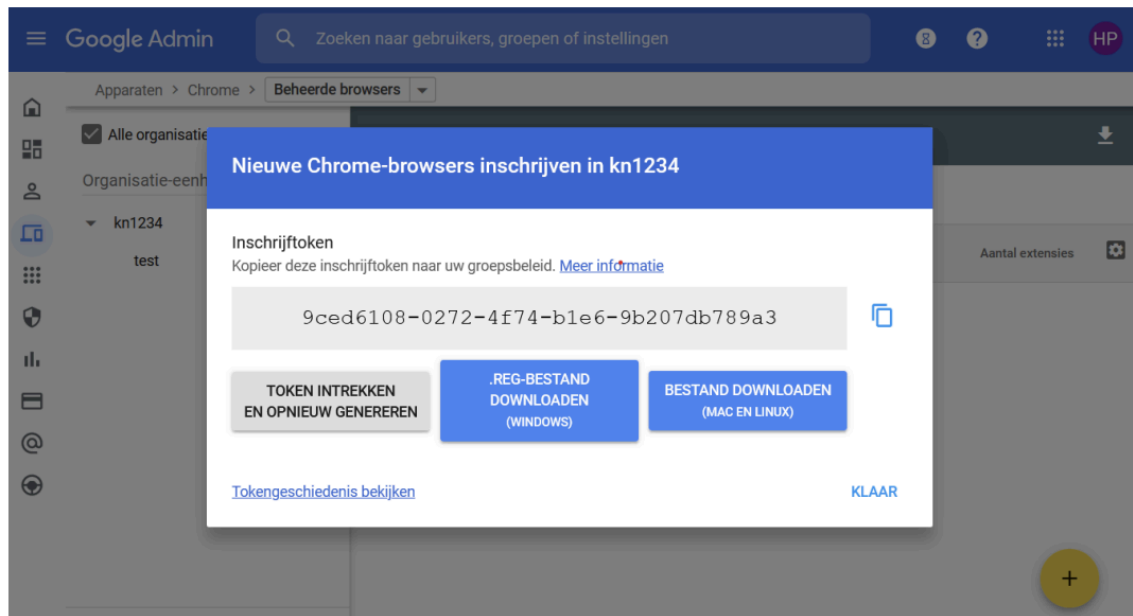 Google Admin
Zoeken naar gebruikers, groepen of instellingen
8
?
HP
Apparaten > Chrome > Beheerde browsers
Alle organisatie
Organisatie-eenh
kn1234
test
Aantal extensies
Nieuwe Chrome-browsers inschrijven in kn1234
Inschrijftoken
Kopieer deze inschrijftoken naar uw groepsbeleid. Meer informatie
9ced6108-0272-4f74-b1e6-9b207db789a3
TOKEN INTREKKEN
EN OPNIEUW GENEREREN
.REG-BESTAND
DOWNLOADEN
(WINDOWS)
BESTAND DOWNLOADEN
(MAC EN LINUX)
Tokengeschiedenis bekijken
KLAAR